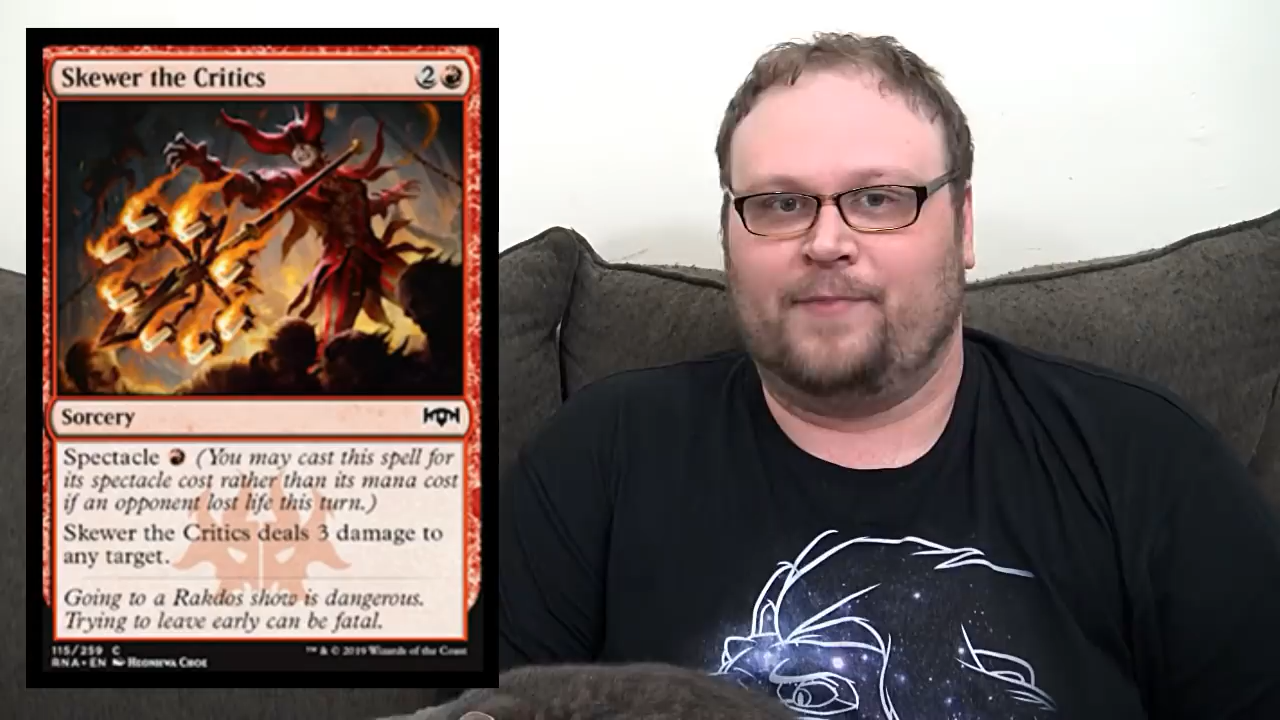 Skewer the Critics 2
Sorcery
Spectacle (You may cast this spell for
its spectacle cost rather than its mana cost
if an opponent lost life this turn.)
Skewer the Critics deals 3 damage to
any target.
Going to a Rakdos show is dangerous.
Trying to leave early can be fatal.
115/259 C
RNA • EN Heonhwa Choe
™ & © 2019 Wizards of the Coast